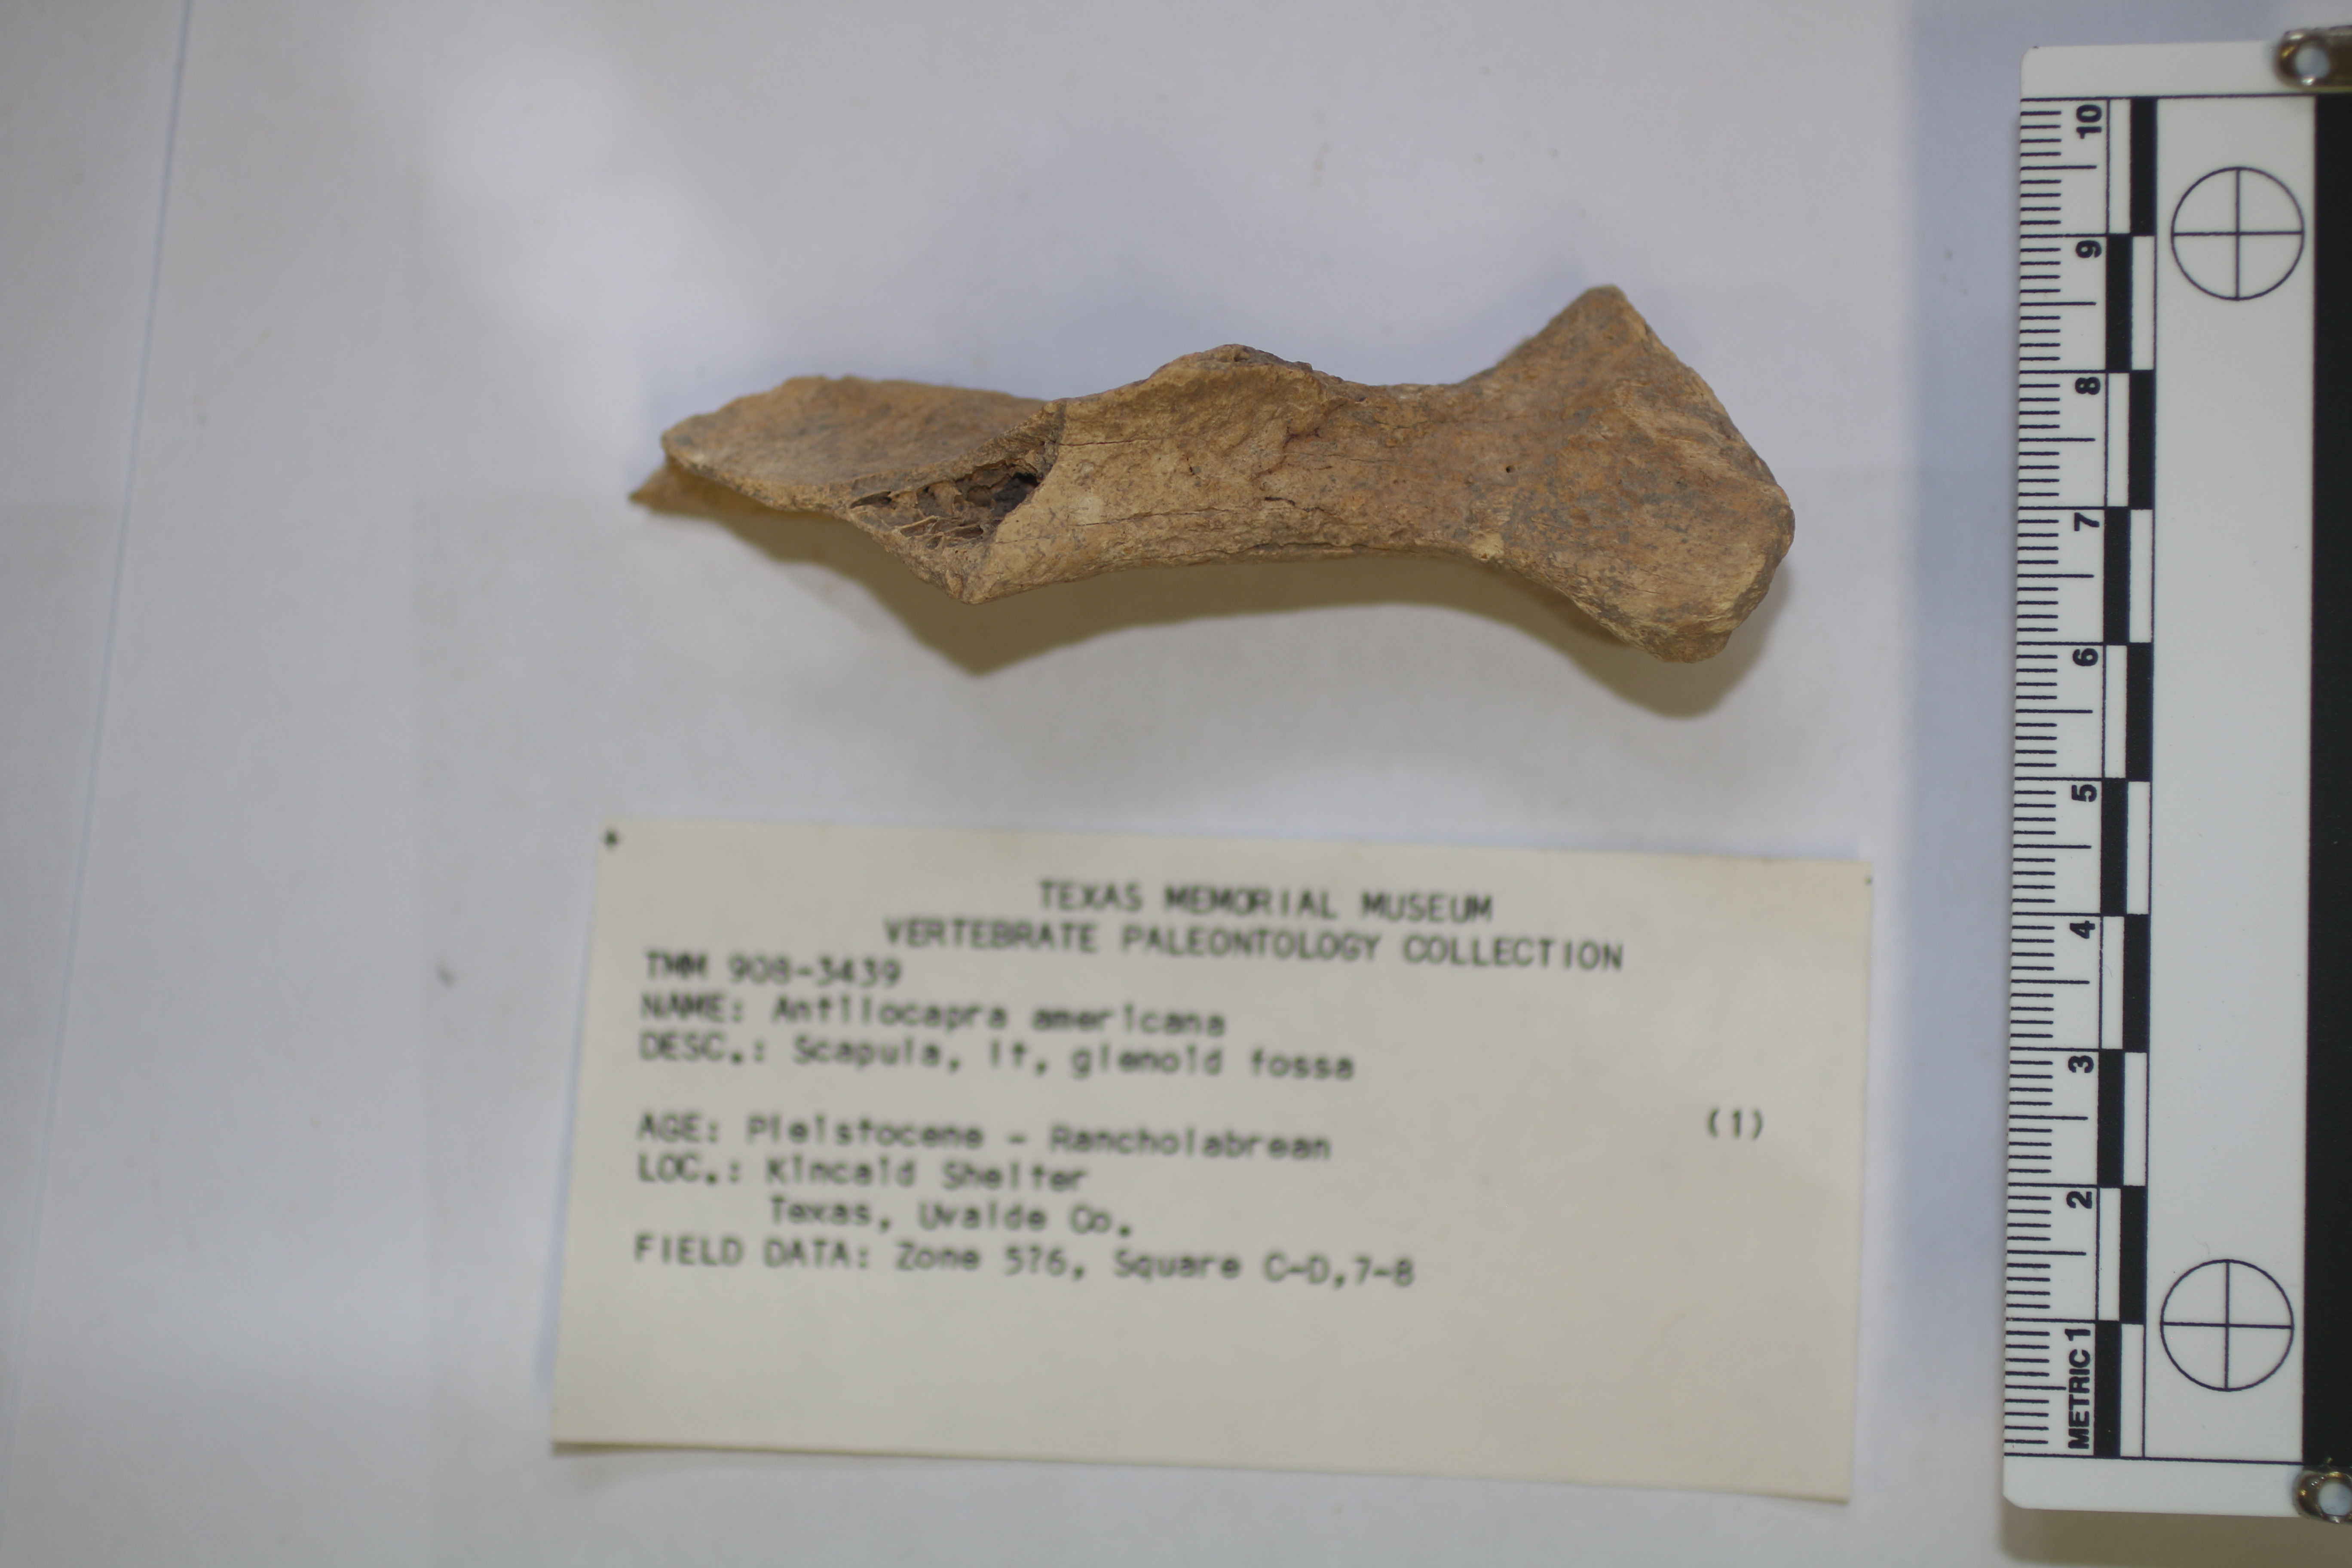 TEXAS MEMORIAL MUSEUM
VERTEBRATE PALEONTOLOGY COLLECTION
TMM 908-3439
NAME: Antilocapra americana
DESC.: Scapula, lt, glenoid fossa
(1)
AGE: Pleistocene - Rancholabrean
LOC.: Kincaid Shelter
Texas, Uvalde Co.
FIELD DATA: Zone 5?6, Square C-D,7-8
METRIC 1 2 3 4 5 6 7 8 9 10